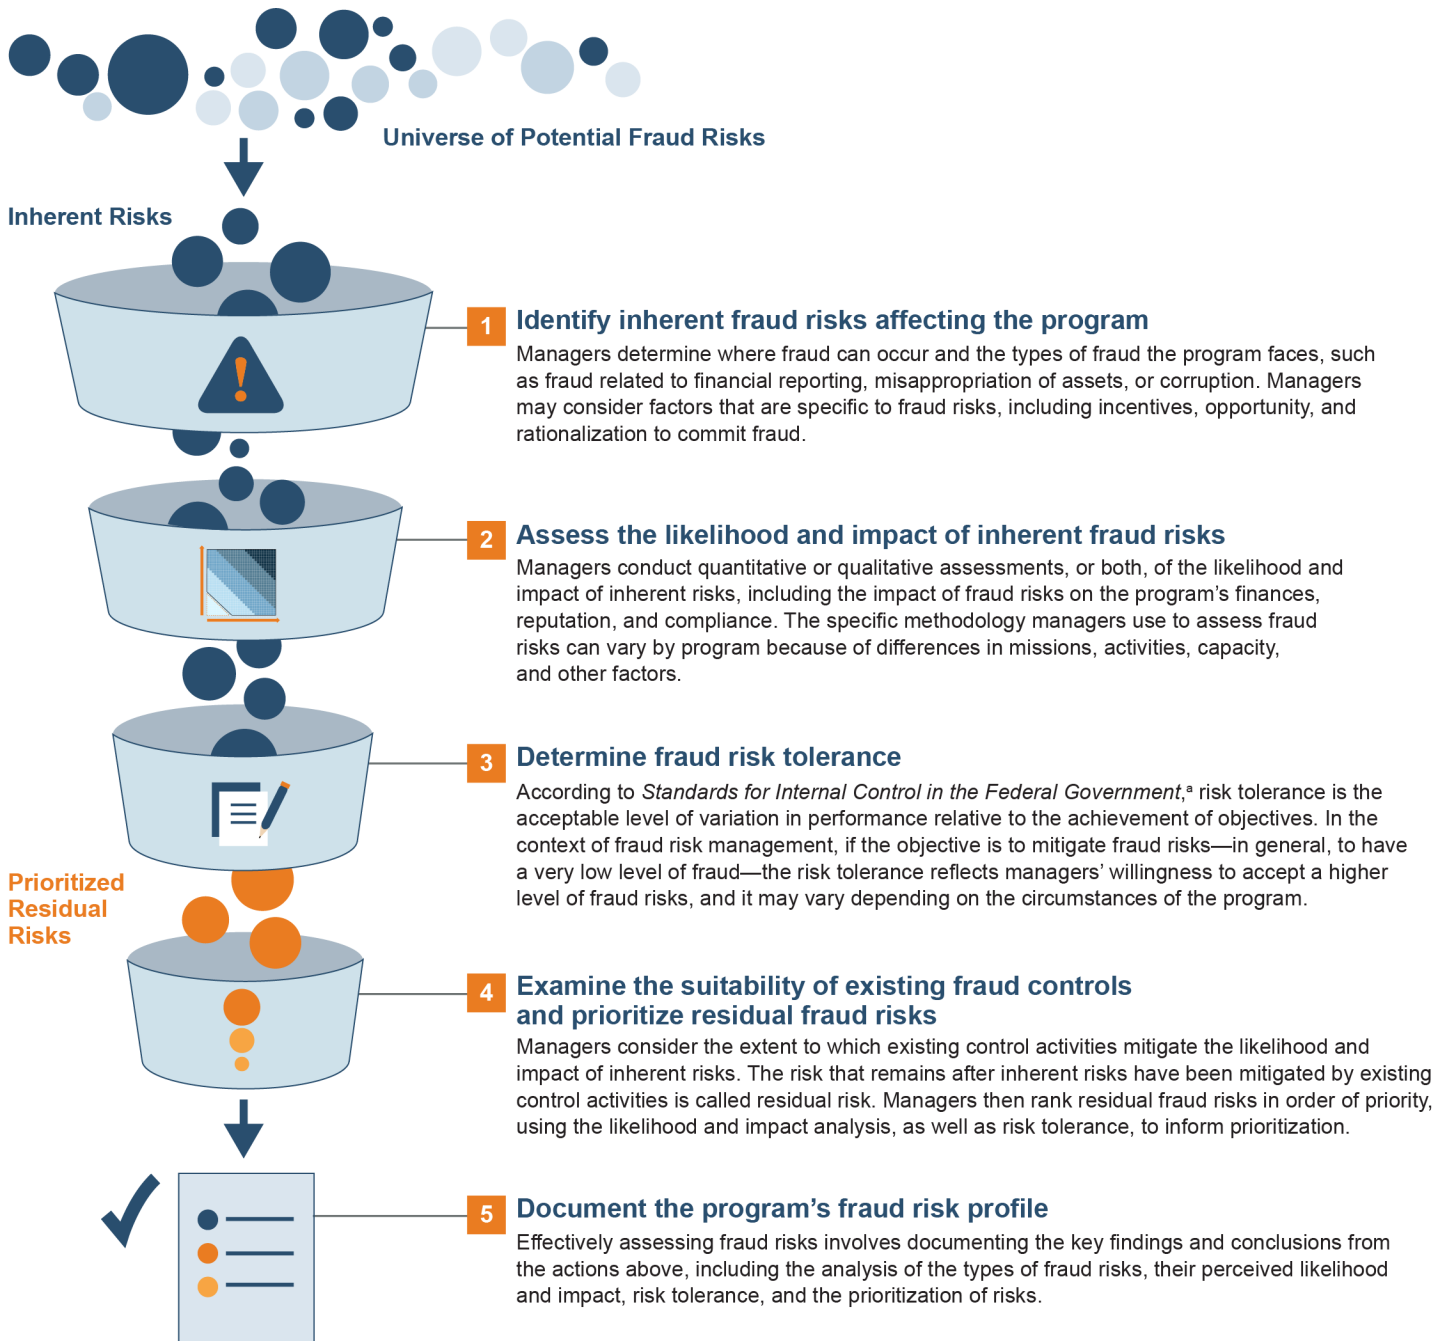 Universe of Potential Fraud Risks
Inherent Risks
1
Identify inherent fraud risks affecting the program
Managers determine where fraud can occur and the types of fraud the program faces, such
as fraud related to financial reporting, misappropriation of assets, or corruption. Managers
may consider factors that are specific to fraud risks, including incentives, opportunity, and
rationalization to commit fraud.
2
Assess the likelihood and impact of inherent fraud risks
Managers conduct quantitative or qualitative assessments, or both, of the likelihood and
impact of inherent risks, including the impact of fraud risks on the program’s finances,
reputation, and compliance. The specific methodology managers use to assess fraud
risks can vary by program because of differences in missions, activities, capacity,
and other factors.
3
Determine fraud risk tolerance
According to Standards for Internal Control in the Federal Government,ª risk tolerance is the
acceptable level of variation in performance relative to the achievement of objectives. In the
context of fraud risk management, if the objective is to mitigate fraud risks—in general, to have
a very low level of fraud—the risk tolerance reflects managers’ willingness to accept a higher
level of fraud risks, and it may vary depending on the circumstances of the program.
Prioritized
Residual
Risks
4
Examine the suitability of existing fraud controls
and prioritize residual fraud risks
Managers consider the extent to which existing control activities mitigate the likelihood and
impact of inherent risks. The risk that remains after inherent risks have been mitigated by existing
control activities is called residual risk. Managers then rank residual fraud risks in order of priority,
using the likelihood and impact analysis, as well as risk tolerance, to inform prioritization.
5
Document the program’s fraud risk profile
Effectively assessing fraud risks involves documenting the key findings and conclusions from
the actions above, including the analysis of the types of fraud risks, their perceived likelihood
and impact, risk tolerance, and the prioritization of risks.